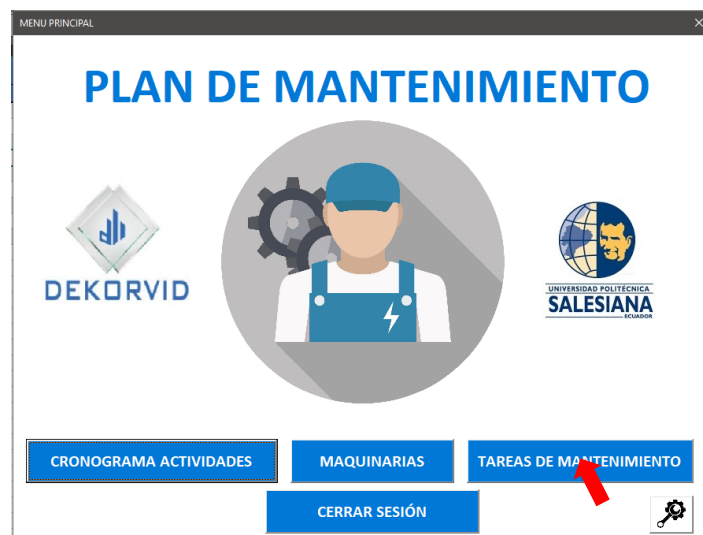 MENU PRINCIPAL
PLAN DE MANTENIMIENTO
DEKORVID
UNIVERSIDAD POLITÉCNICA
SALESIANA
ECUADOR
CRONOGRAMA ACTIVIDADES
MAQUINARIAS
TAREAS DE MANTENIMIENTO
CERRAR SESIÓN